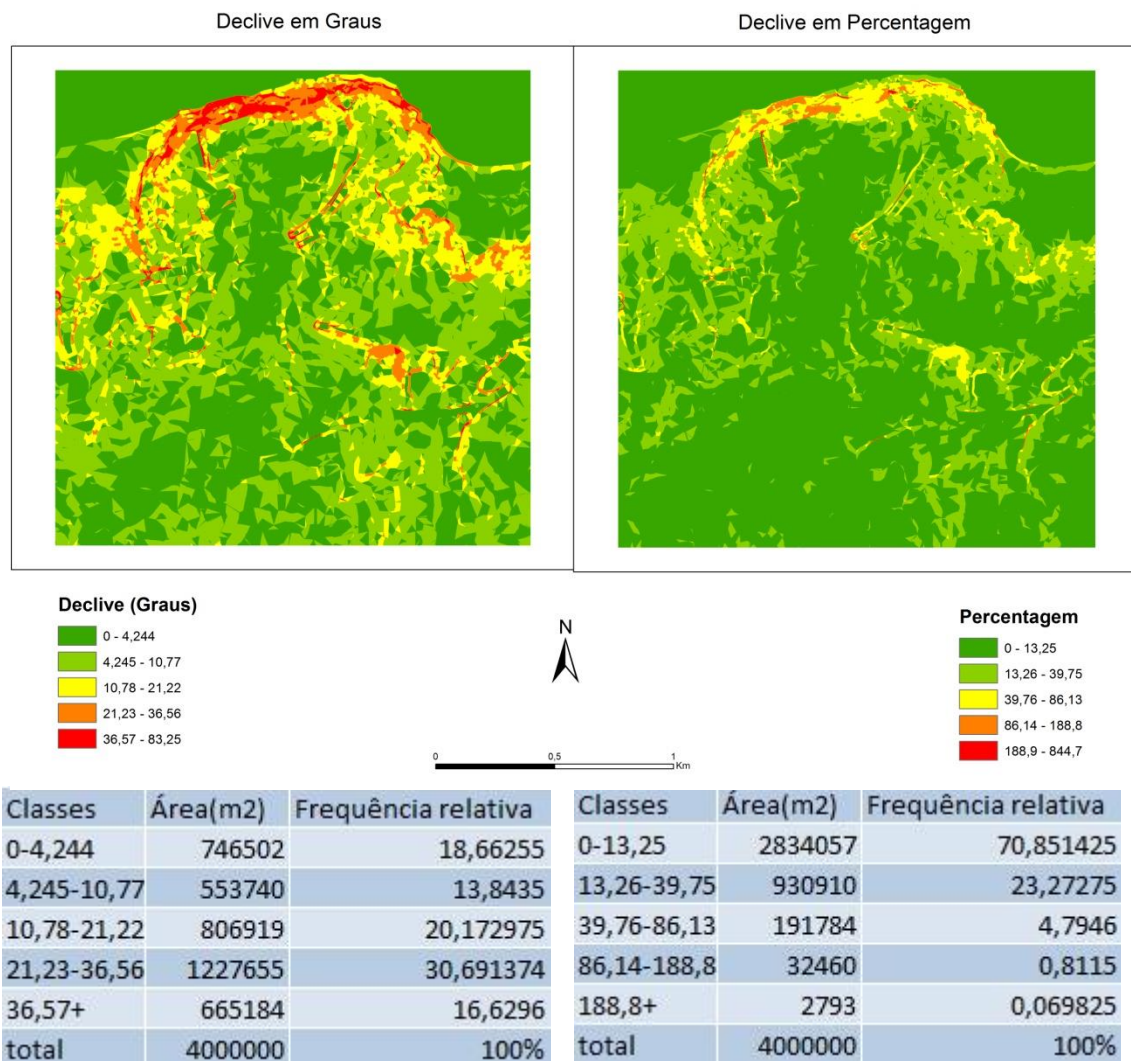 Declive em Graus
Declive em Percentagem
Declive (Graus)
0 - 4,244
4,245 - 10,77
10,78 - 21,22
21,23 - 36,56
36,57 - 83,25
N
0 0,5 1
Km
Percentagem
0 - 13,25
13,26 - 39,75
39,76 - 86,13
86,14 - 188,8
188,9 - 844,7
Classes Área(m2) Frequência relativa
0-4,244 746502 18,66255
4,245-10,77 553740 13,8435
10,78-21,22 806919 20,172975
21,23-36,56 1227655 30,691374
36,57+ 665184 16,6296
total 4000000 100%
Classes Área(m2) Frequência relativa
0-13,25 2834057 70,851425
13,26-39,75 930910 23,27275
39,76-86,13 191784 4,7946
86,14-188,8 32460 0,8115
188,8+ 2793 0,069825
total 4000000 100%